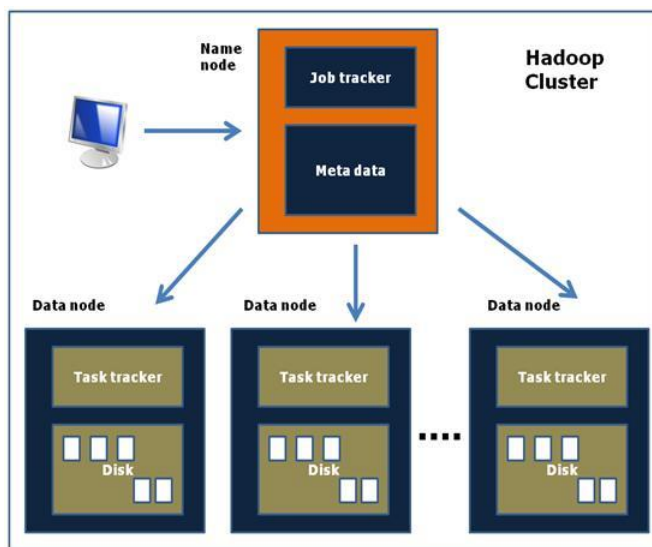 Name
node
Hadoop
Cluster
Job tracker
Meta data
Data node
Data node
Data node
Task tracker
Task tracker
Task tracker
Disk
Disk
Disk